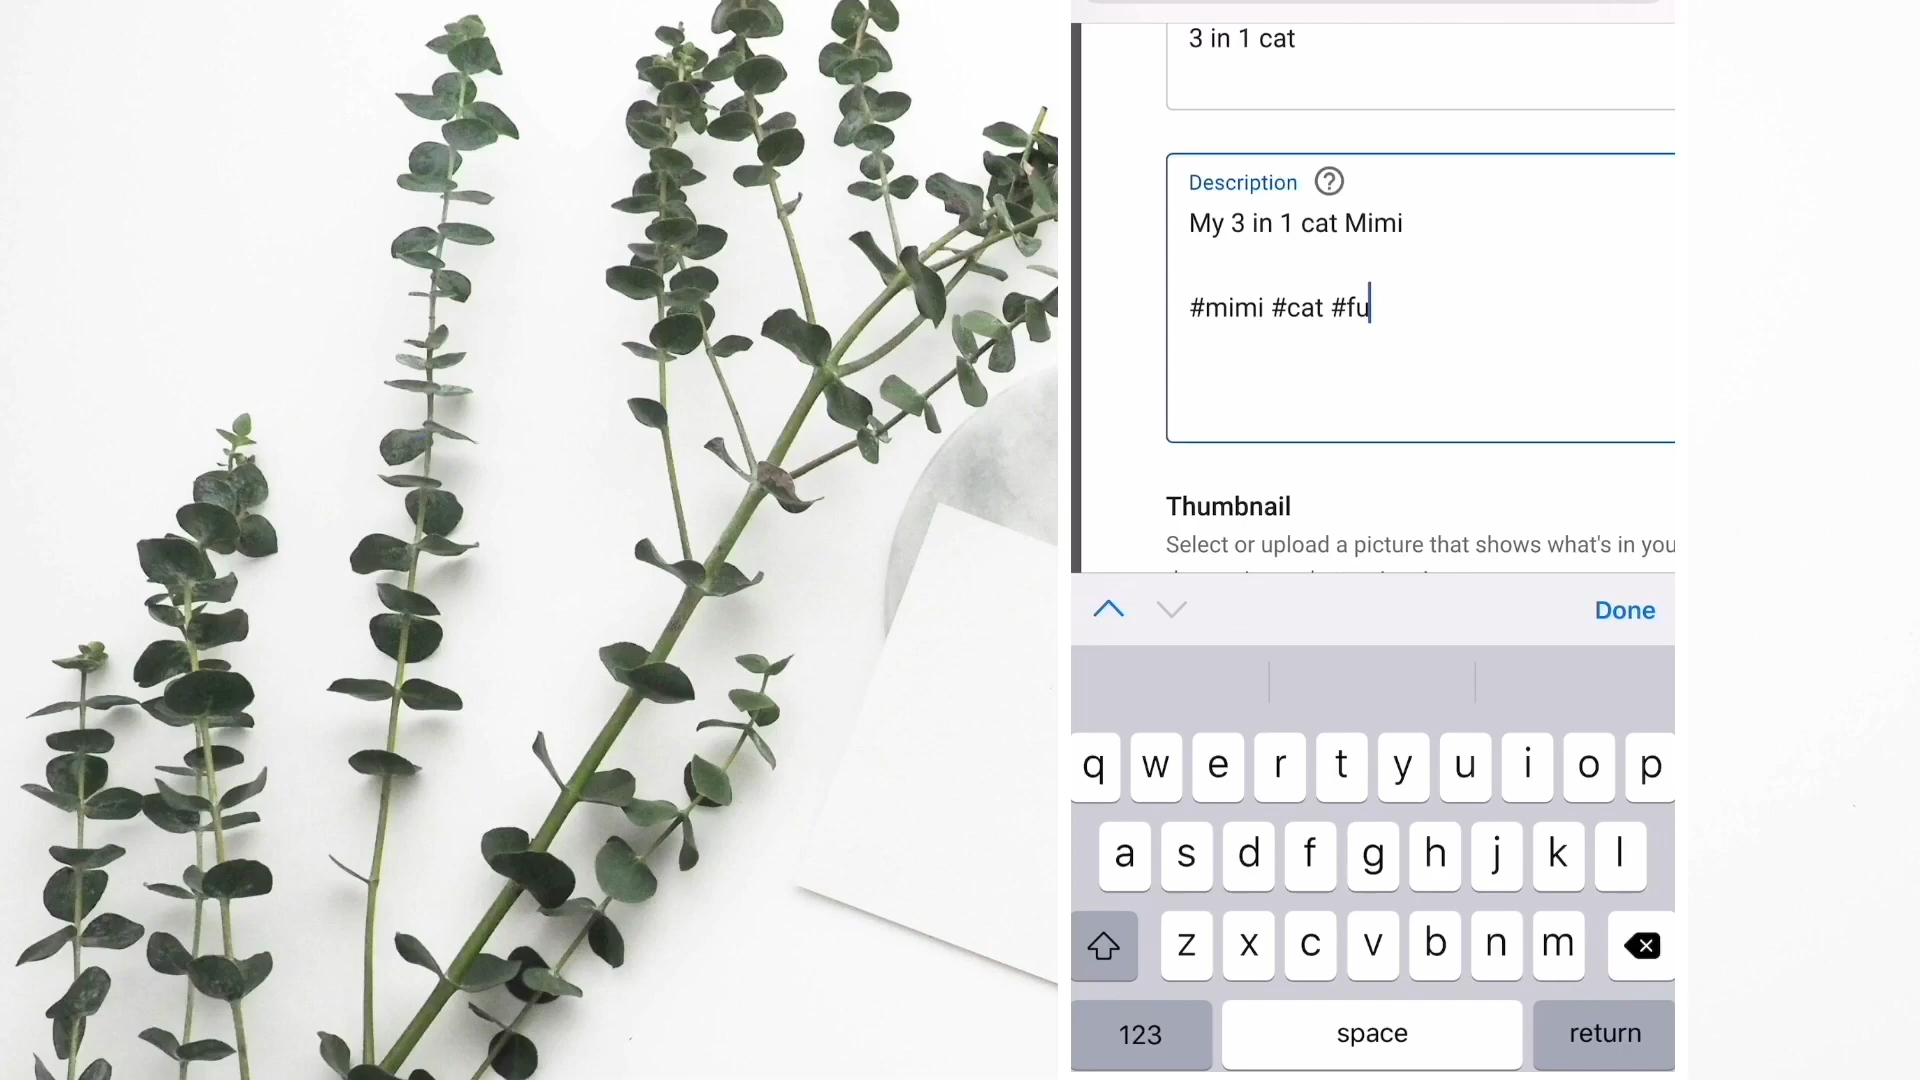 3 in 1 cat
Description ?
My 3 in 1 cat Mimi
#mimi #cat #fu
Thumbnail
Select or upload a picture that shows what's in you
Done
q w e r t y u i o p
a s d f g h j k l
z x c v b n m
123 space return